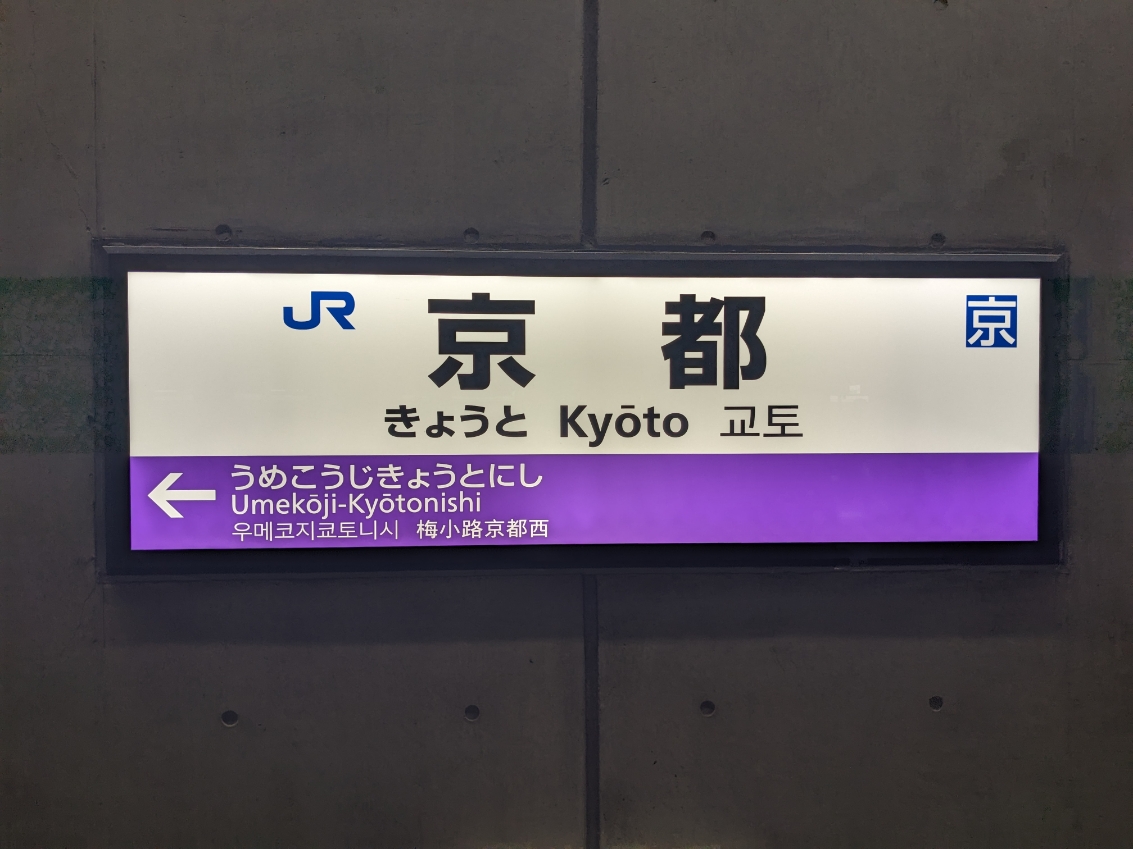 JR 京都 京
きょうと Kyōto 교토
← うめこうじきょうとにし
Umekōji-Kyōtonishi
우메코지쿄토니시 梅小路京都西